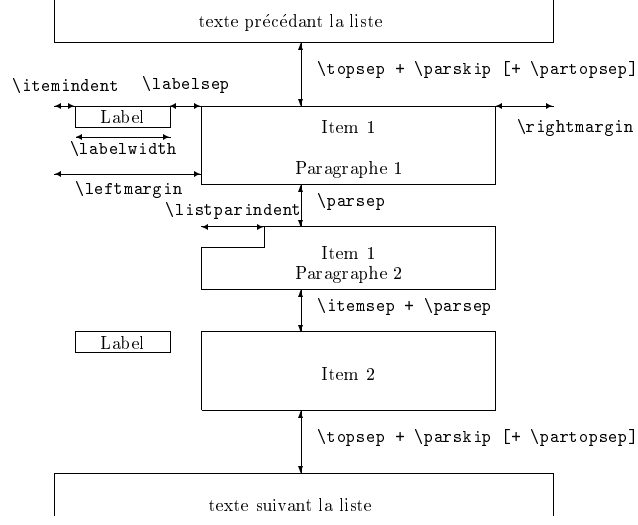 texte précédant la liste
\topsep + \parskip [+ \partopsep]
\itemindent
\labelsep
Label
Item 1
\rightmargin
\labelwidth
Paragraphe 1
\leftmargin
\parsep
\listparindent
Item 1
Paragraphe 2
\itemsep + \parsep
Label
Item 2
\topsep + \parskip [+ \partopsep]
texte suivant la liste